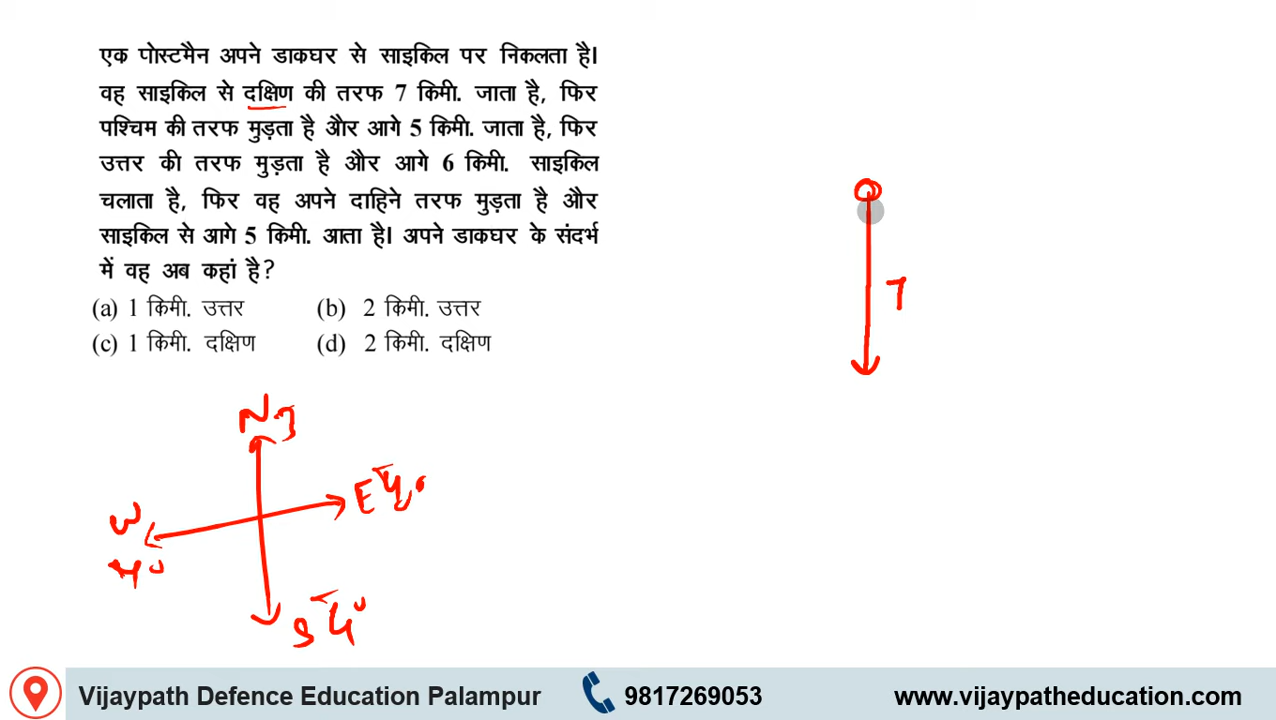 एक पोस्टमैन अपने डाकघर से साइकिल पर निकलता है।
वह साइकिल से दक्षिण की तरफ 7 किमी. जाता है, फिर
पश्चिम की तरफ मुड़ता है और आगे 5 किमी. जाता है, फिर
उत्तर की तरफ मुड़ता है और आगे 6 किमी. साइकिल
चलाता है, फिर वह अपने दाहिने तरफ मुड़ता है और
साइकिल से आगे 5 किमी. आता है। अपने डाकघर के संदर्भ
में वह अब कहां है?
(a) 1 किमी. उत्तर (b) 2 किमी. उत्तर
(c) 1 किमी. दक्षिण (d) 2 किमी. दक्षिण
7
N उ
E पू०
W
प०
S
Vijaypath Defence Education Palampur 9817269053 www.vijaypatheducation.com